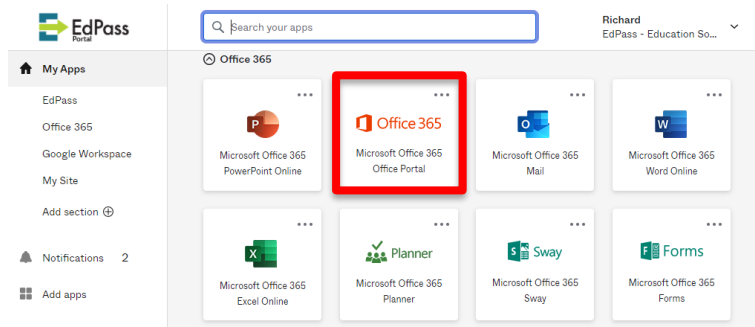 EdPass
Portal
Search your apps
Richard
EdPass - Education So...
My Apps
EdPass
Office 365
Google Workspace
My Site
Add section
Notifications 2
Add apps
Office 365
P
Microsoft Office 365
PowerPoint Online
Office 365
Microsoft Office 365
Office Portal
O
Microsoft Office 365
Mail
W
Microsoft Office 365
Word Online
X
Microsoft Office 365
Excel Online
Planner
Microsoft Office 365
Planner
S
Sway
Microsoft Office 365
Sway
F
Forms
Microsoft Office 365
Forms